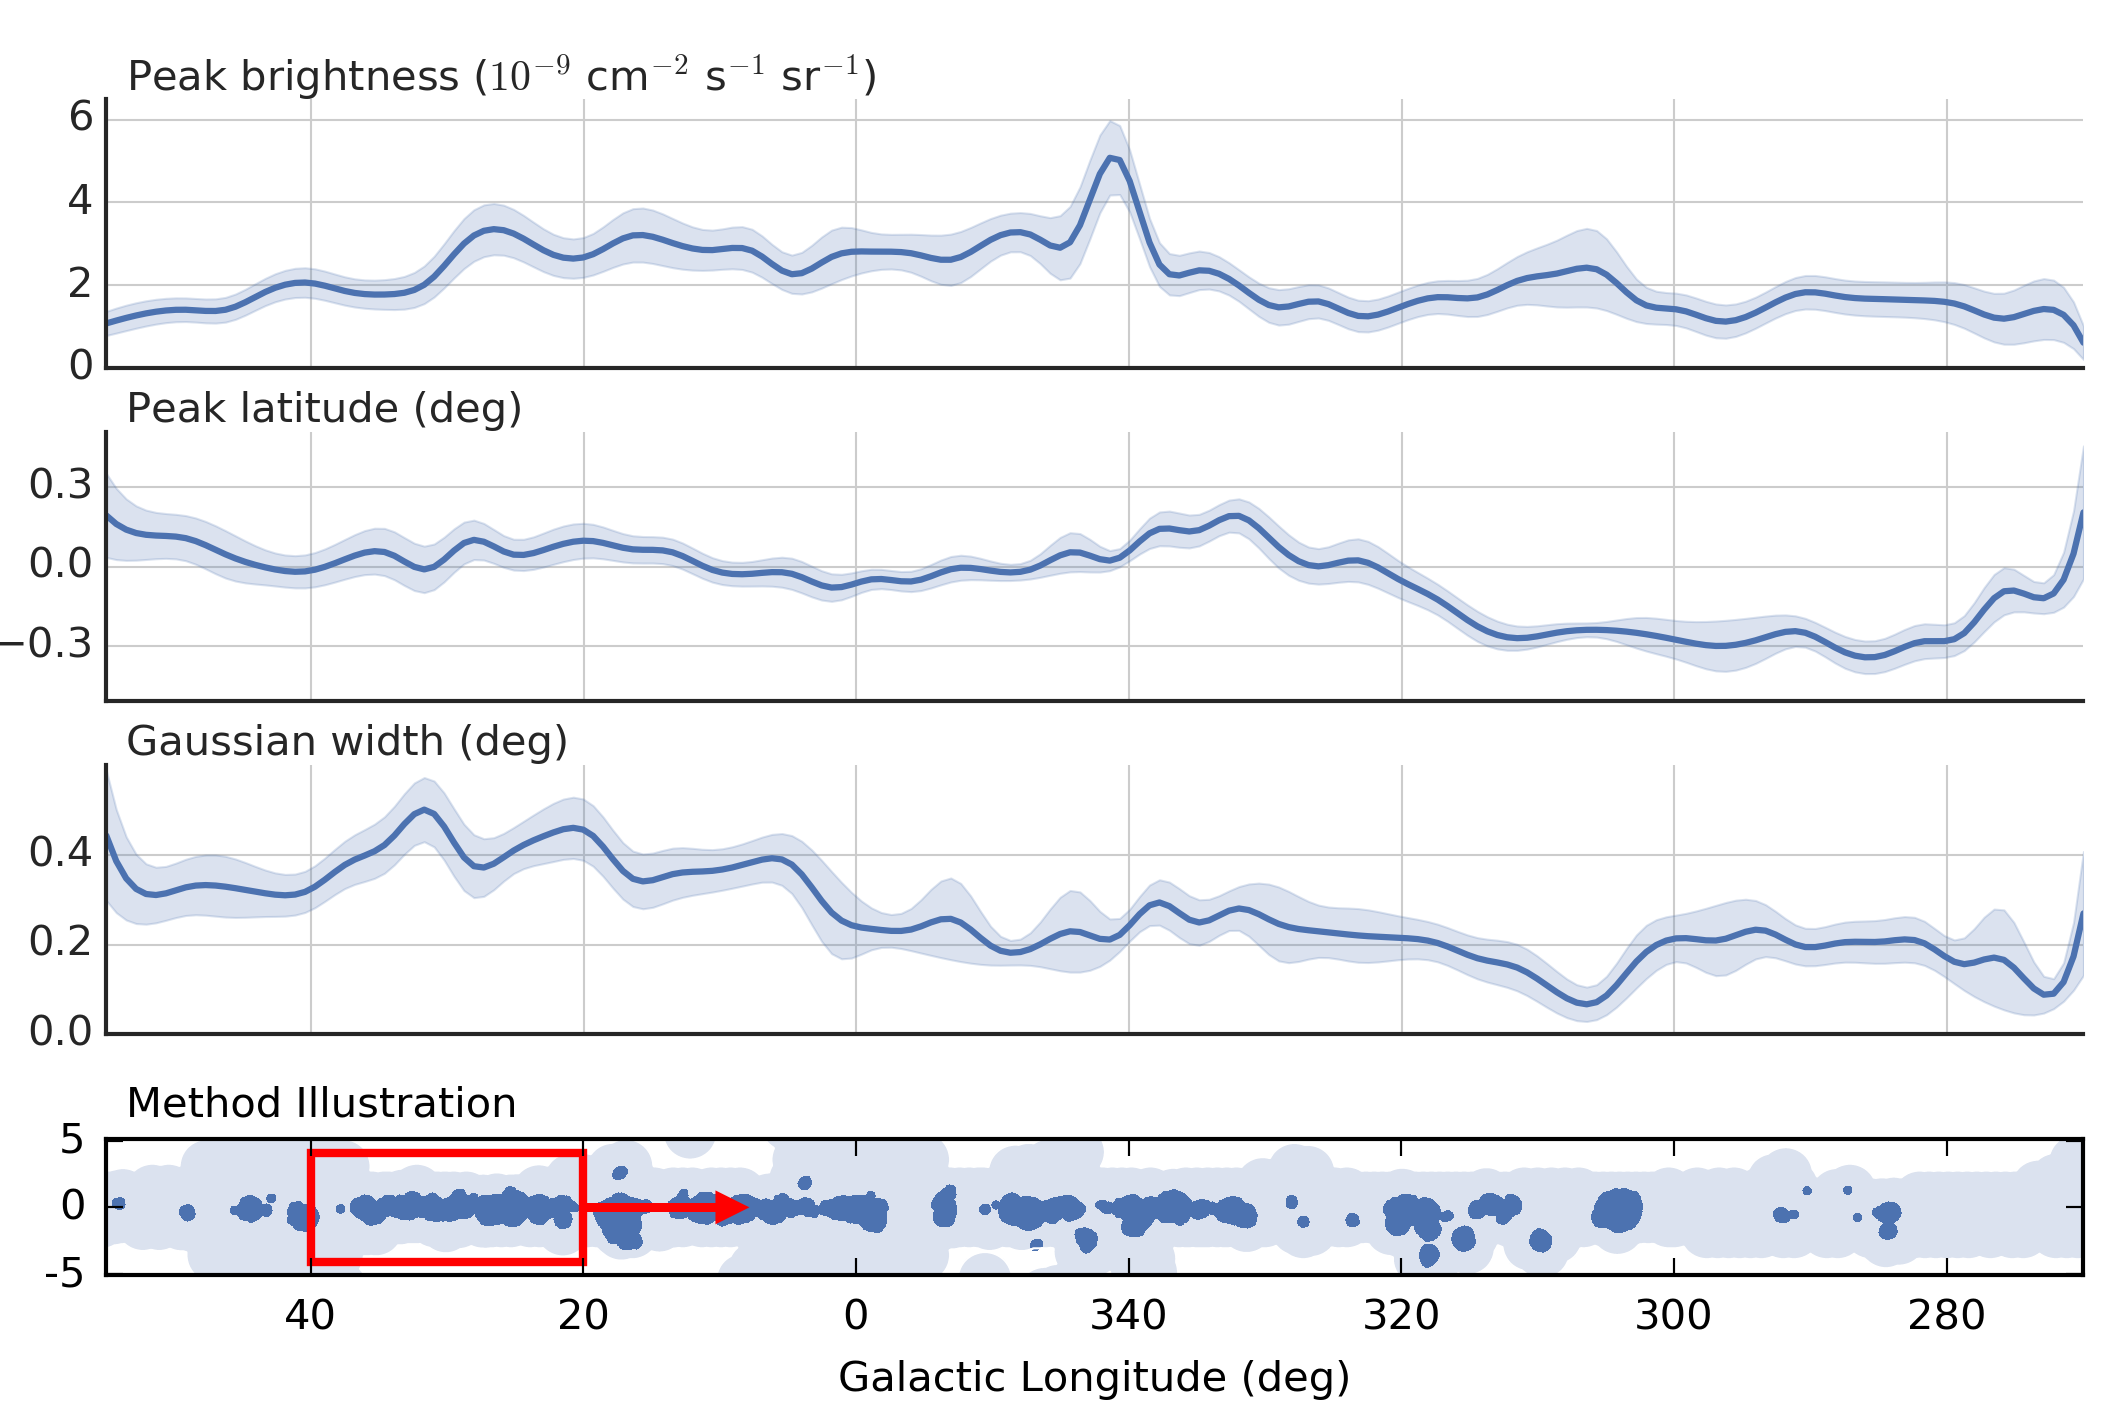 Peak brightness (10⁻⁹ cm⁻² s⁻¹ sr⁻¹)
6
4
2
0
Peak latitude (deg)
0.3
0.0
−0.3
Gaussian width (deg)
0.4
0.2
0.0
Method Illustration
5
0
-5
40 20 0 340 320 300 280
Galactic Longitude (deg)